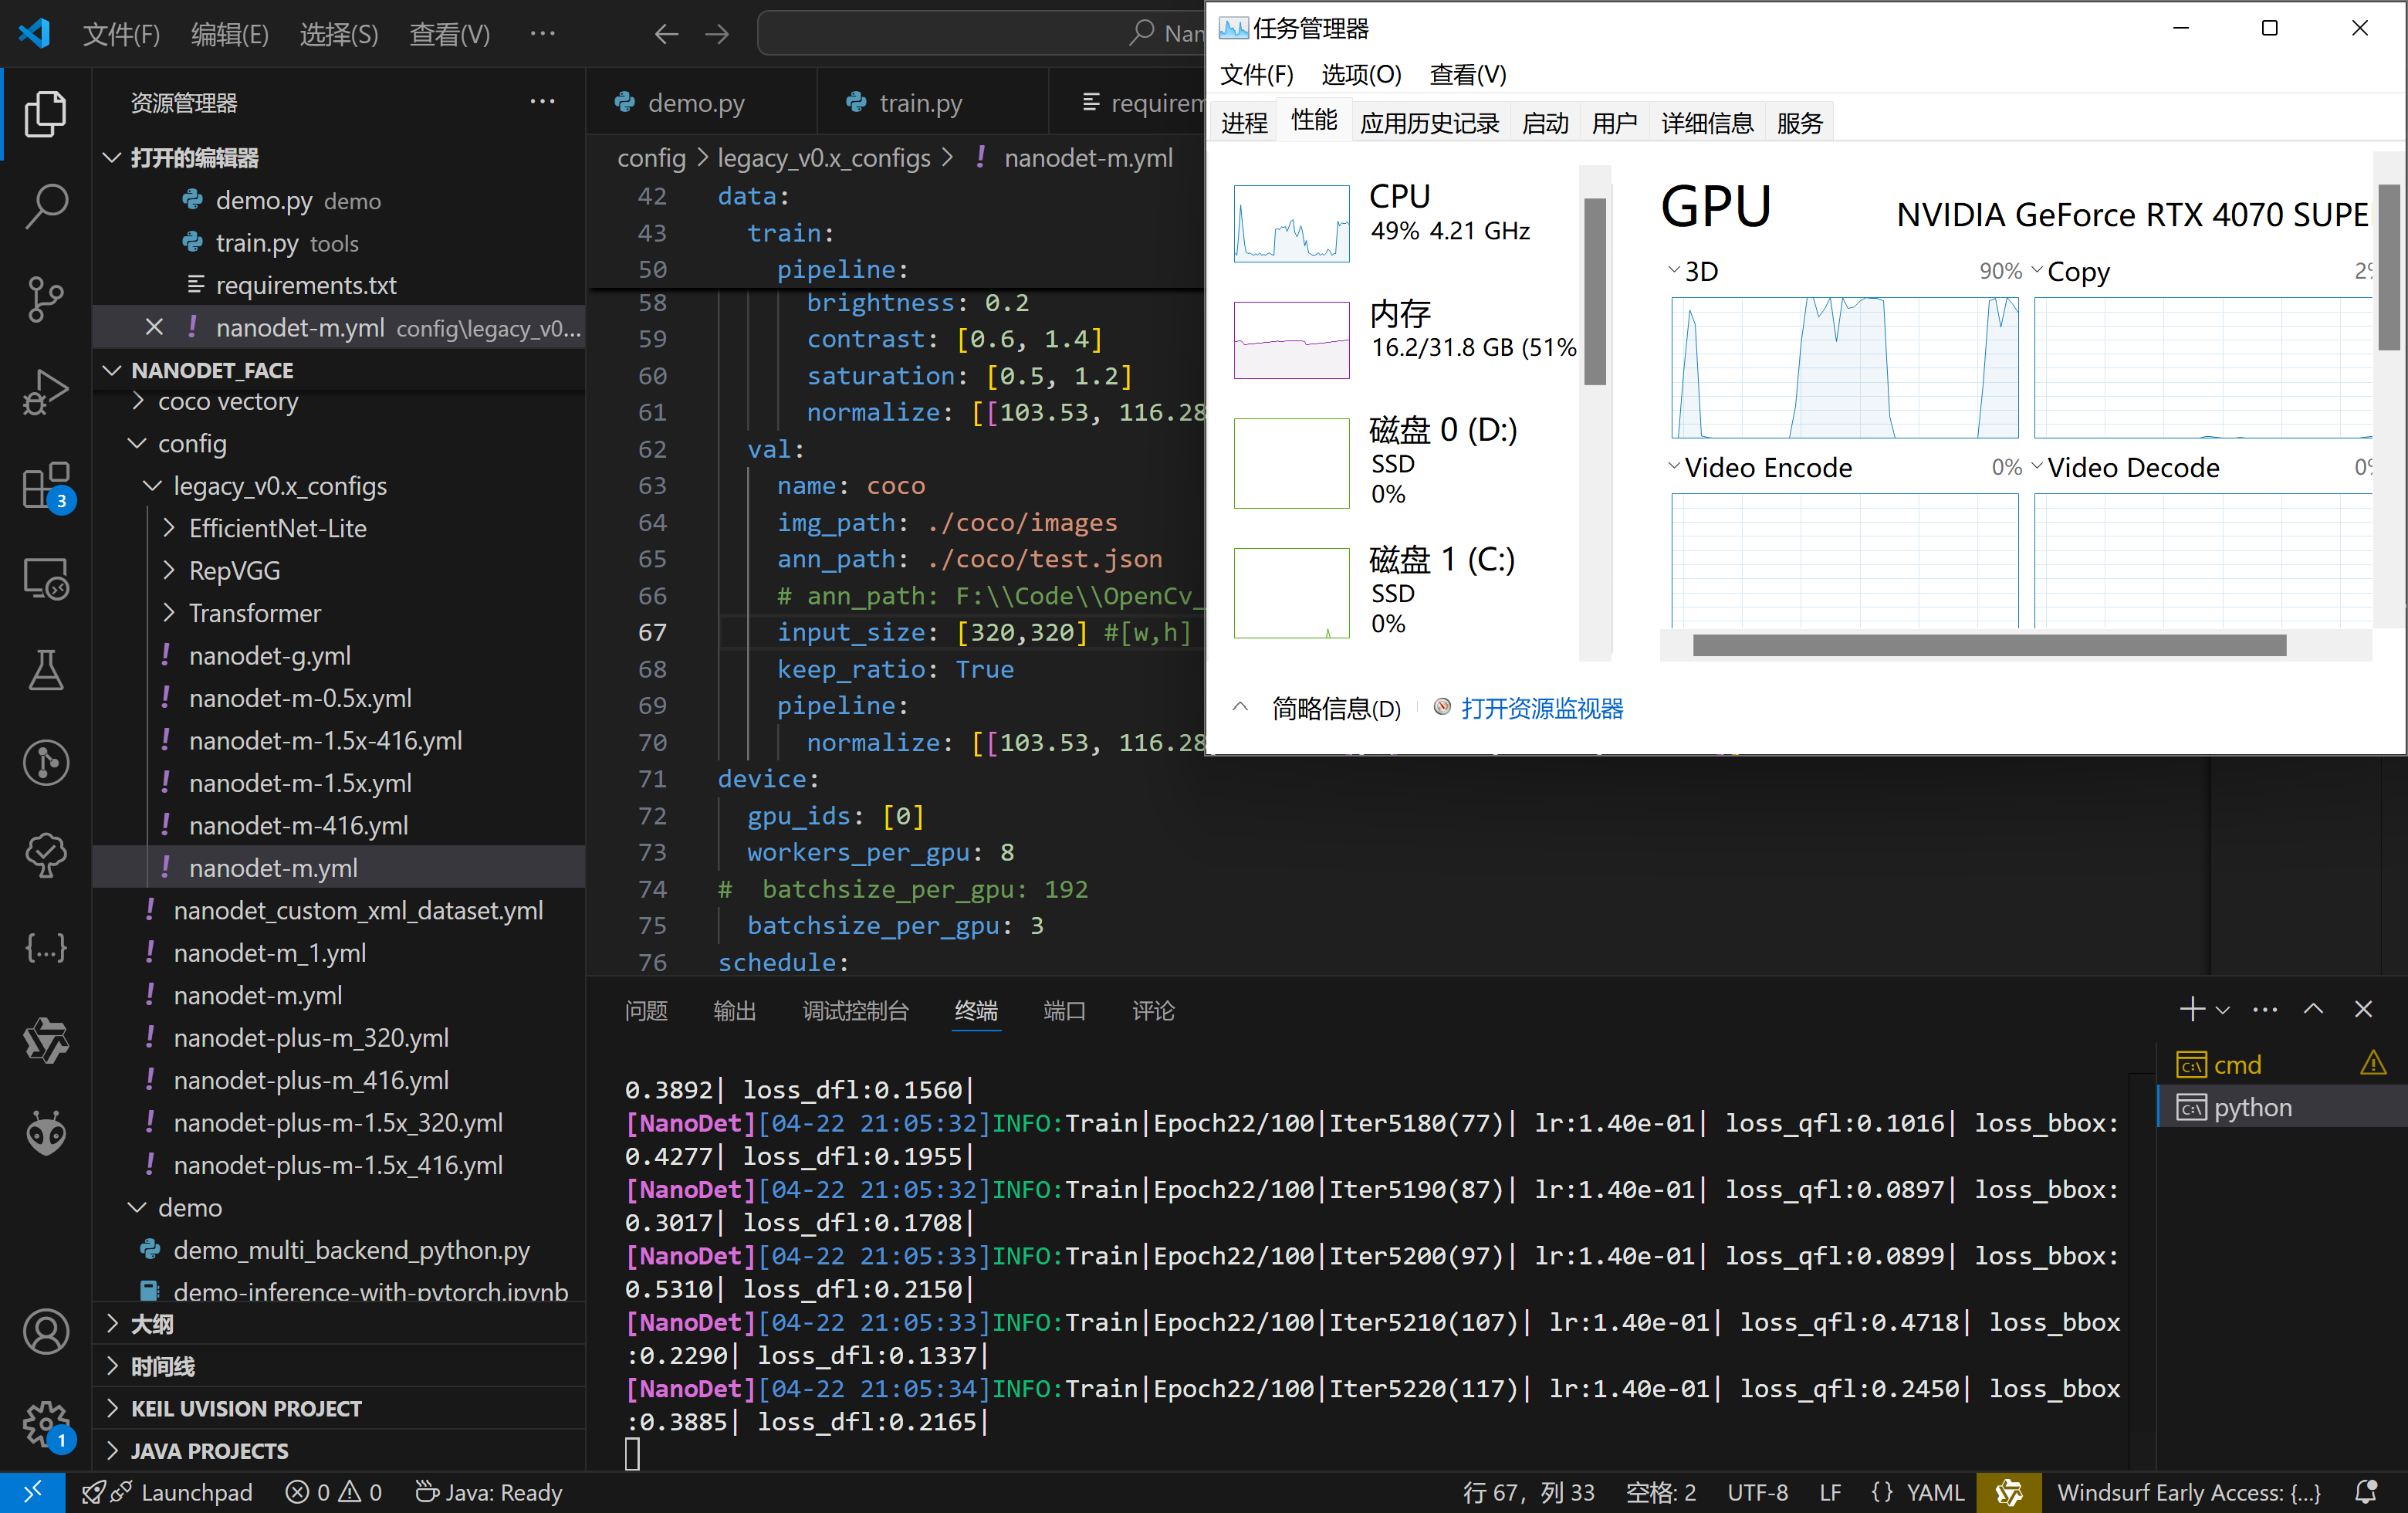 文件(F) 编辑(E) 选择(S) 查看(V) ···
Nan
资源管理器
打开的编辑器
demo.py demo
train.py tools
requirements.txt
nanodet-m.yml config\legacy_v0...
NANODET_FACE
coco vectory
config
legacy_v0.x_configs
EfficientNet-Lite
RepVGG
Transformer
nanodet-g.yml
nanodet-m-0.5x.yml
nanodet-m-1.5x-416.yml
nanodet-m-1.5x.yml
nanodet-m-416.yml
nanodet-m.yml
nanodet_custom_xml_dataset.yml
nanodet-m_1.yml
nanodet-m.yml
nanodet-plus-m_320.yml
nanodet-plus-m_416.yml
nanodet-plus-m-1.5x_320.yml
nanodet-plus-m-1.5x_416.yml
demo
demo_multi_backend_python.py
demo-inference-with-pytorch.ipynb
大纲
时间线
KEIL UVISION PROJECT
JAVA PROJECTS
3
1
demo.py
train.py
requirem
config > legacy_v0.x_configs > ! nanodet-m.yml
42 data:
43 train:
50 pipeline:
58 brightness: 0.2
59 contrast: [0.6, 1.4]
60 saturation: [0.5, 1.2]
61 normalize: [[103.53, 116.28
62 val:
63 name: coco
64 img_path: ./coco/images
65 ann_path: ./coco/test.json
66 # ann_path: F:\\Code\\OpenCv_
67 input_size: [320,320] #[w,h]
68 keep_ratio: True
69 pipeline:
70 normalize: [[103.53, 116.28
71 device:
72 gpu_ids: [0]
73 workers_per_gpu: 8
74 # batchsize_per_gpu: 192
75 batchsize_per_gpu: 3
76 schedule:
任务管理器
文件(F) 选项(O) 查看(V)
进程 性能 应用历史记录 启动 用户 详细信息 服务
CPU
49% 4.21 GHz
内存
16.2/31.8 GB (51%
磁盘 0 (D:)
SSD
0%
磁盘 1 (C:)
SSD
0%
GPU NVIDIA GeForce RTX 4070 SUPE
3D 90% Copy 2%
Video Encode 0% Video Decode 0%
简略信息(D) 打开资源监视器
问题 输出 调试控制台 终端 端口 评论
cmd
python
0.3892| loss_dfl:0.1560|
[NanoDet][04-22 21:05:32]INFO:Train|Epoch22/100|Iter5180(77)| lr:1.40e-01| loss_qfl:0.1016| loss_bbox:
0.4277| loss_dfl:0.1955|
[NanoDet][04-22 21:05:32]INFO:Train|Epoch22/100|Iter5190(87)| lr:1.40e-01| loss_qfl:0.0897| loss_bbox:
0.3017| loss_dfl:0.1708|
[NanoDet][04-22 21:05:33]INFO:Train|Epoch22/100|Iter5200(97)| lr:1.40e-01| loss_qfl:0.0899| loss_bbox:
0.5310| loss_dfl:0.2150|
[NanoDet][04-22 21:05:33]INFO:Train|Epoch22/100|Iter5210(107)| lr:1.40e-01| loss_qfl:0.4718| loss_bbox
:0.2290| loss_dfl:0.1337|
[NanoDet][04-22 21:05:34]INFO:Train|Epoch22/100|Iter5220(117)| lr:1.40e-01| loss_qfl:0.2450| loss_bbox
:0.3885| loss_dfl:0.2165|
Launchpad 0 0 Java: Ready 行 67，列 33 空格: 2 UTF-8 LF {} YAML Windsurf Early Access: {...}